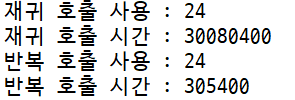 재귀 호출 사용 : 24
재귀 호출 시간 : 30080400
반복 호출 사용 : 24
반복 호출 시간 : 305400